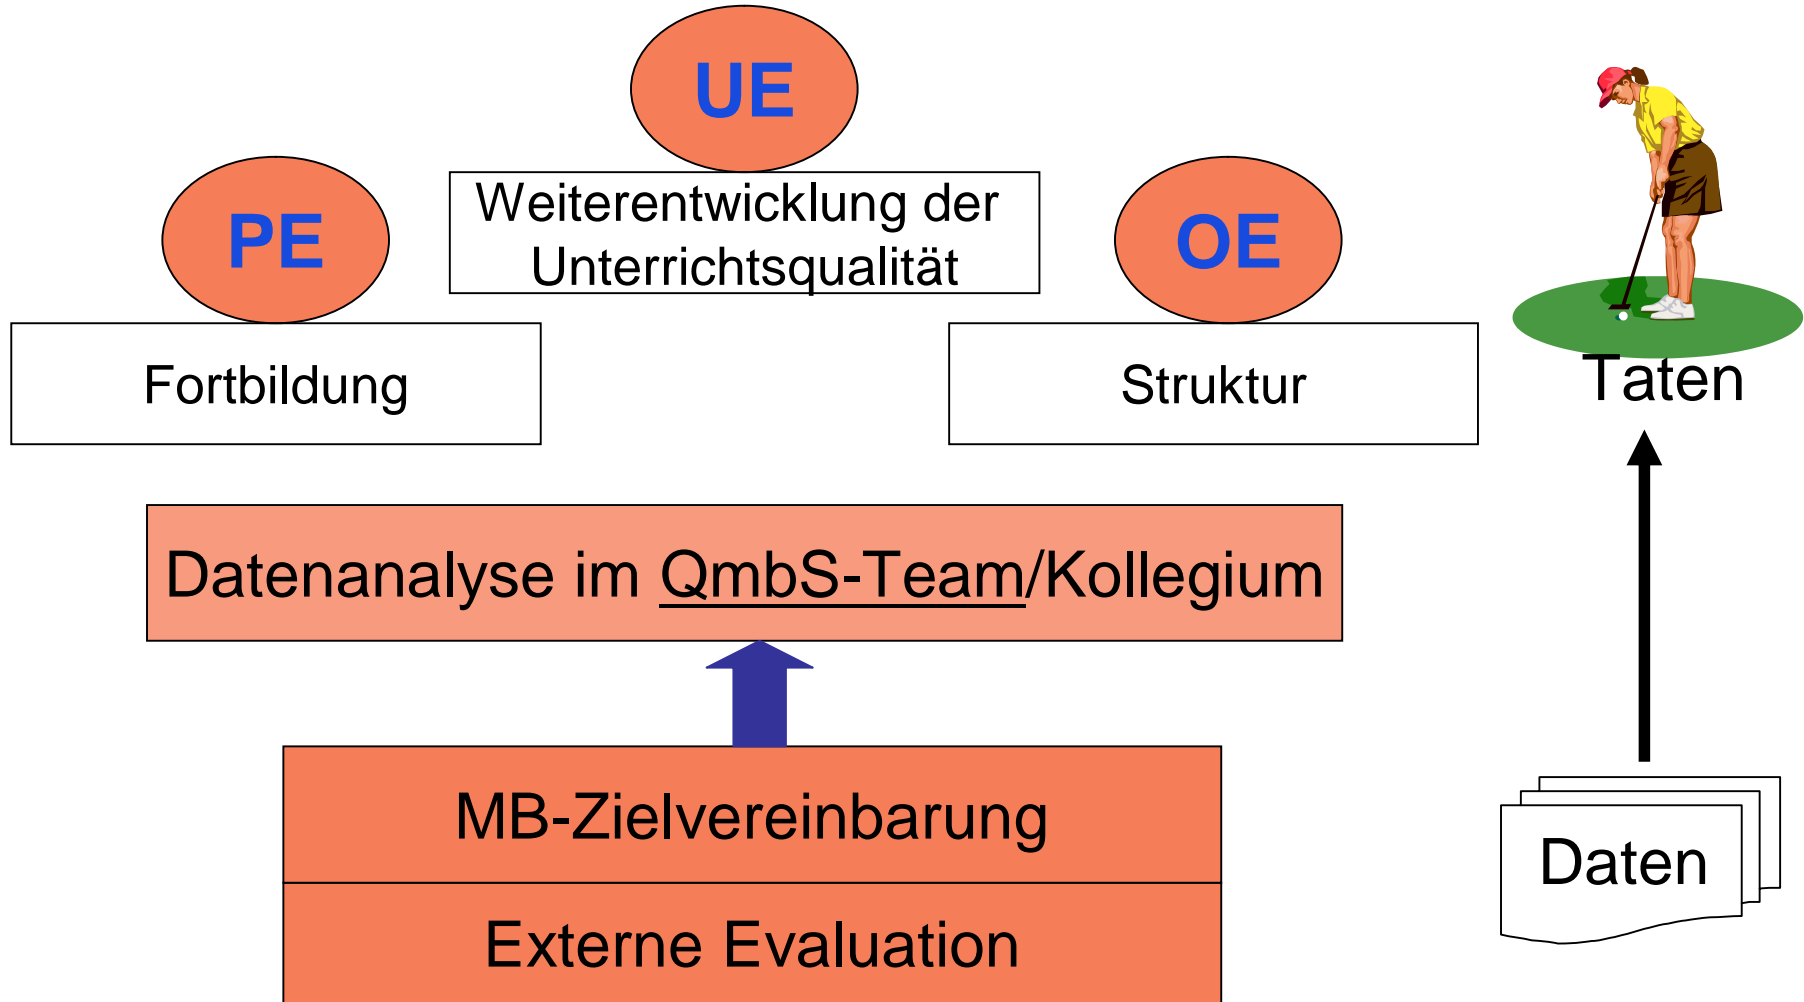 UE
Weiterentwicklung der
Unterrichtsqualität
PE
Fortbildung
OE
Struktur
Taten
Datenanalyse im QmbS-Team/Kollegium
MB-Zielvereinbarung
Externe Evaluation
Daten